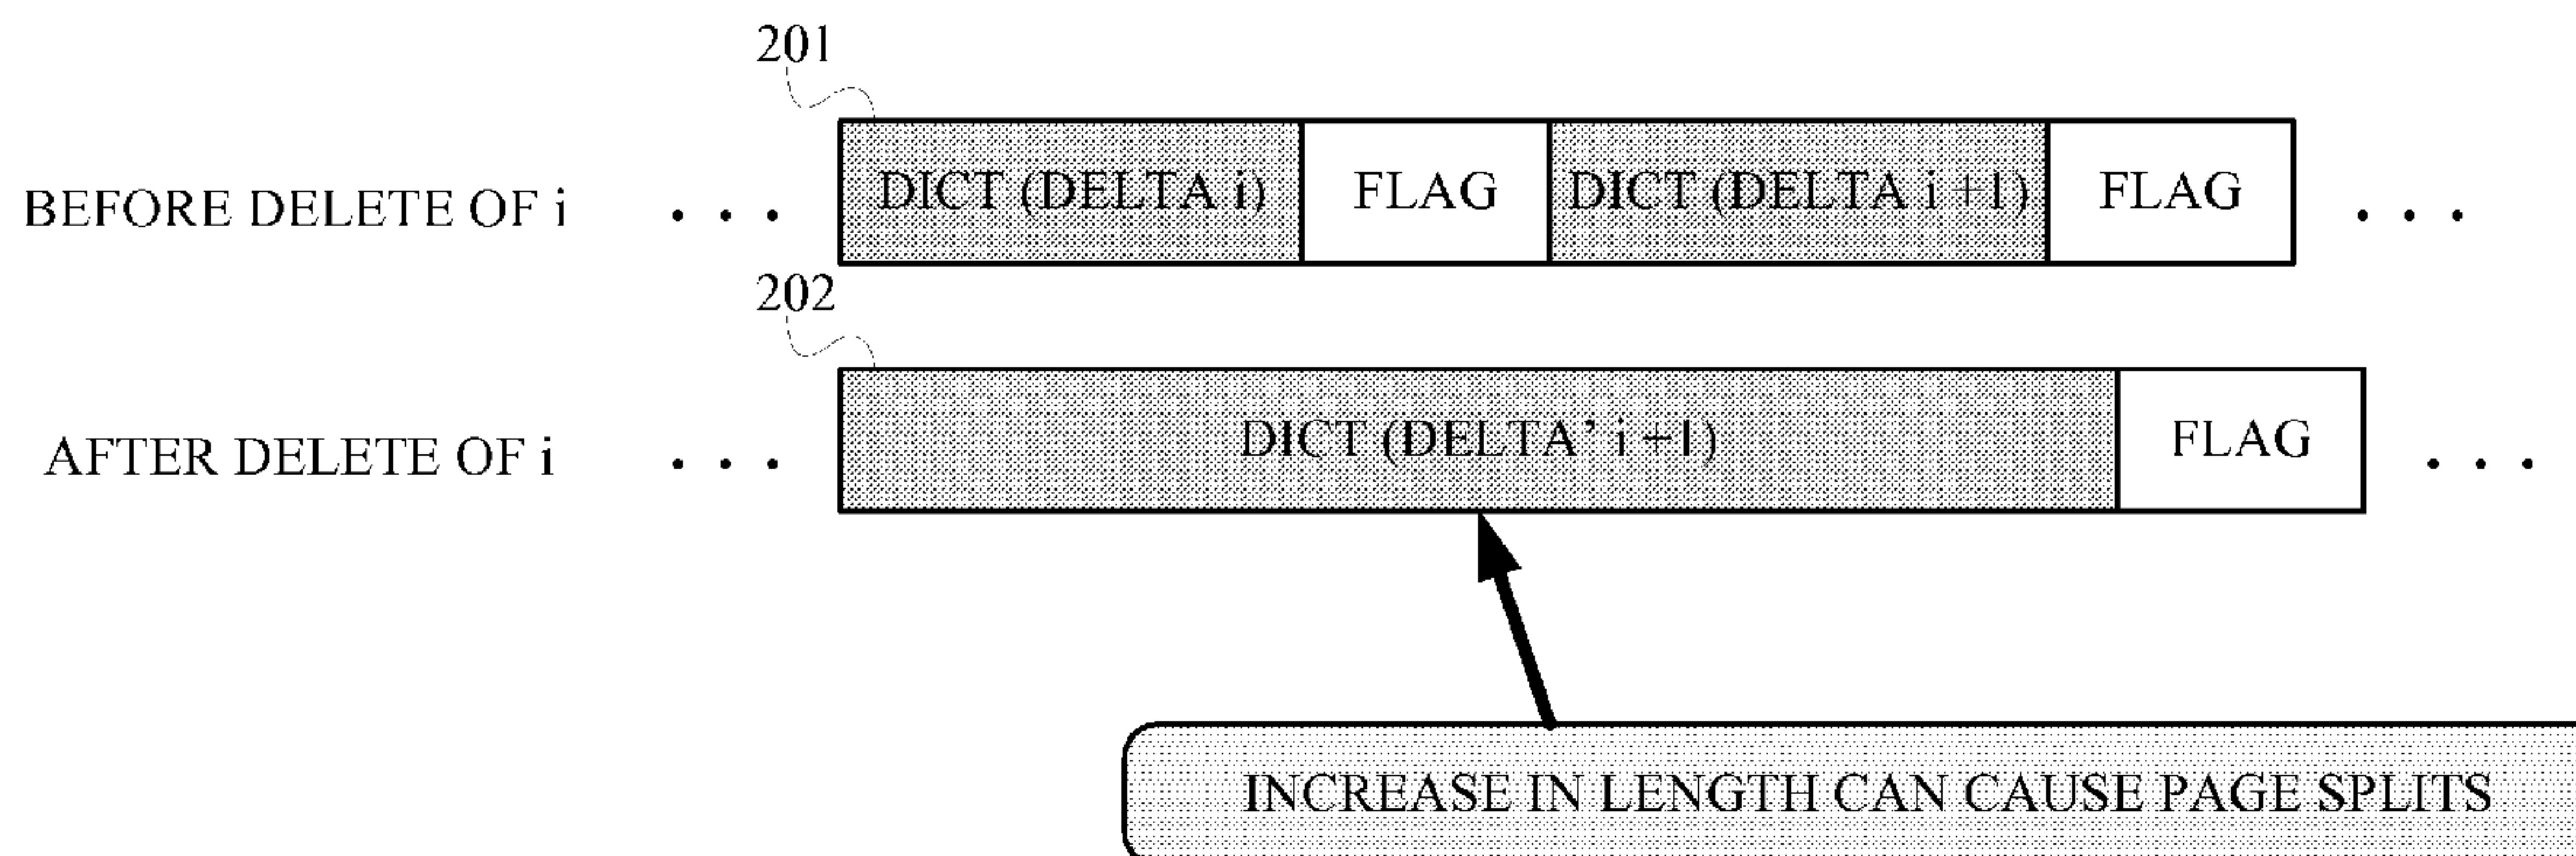 201
BEFORE DELETE OF i . . . DICT (DELTA i) FLAG DICT (DELTA i +1) FLAG . . .
202
AFTER DELETE OF i . . . DICT (DELTA' i +1) FLAG . . .
INCREASE IN LENGTH CAN CAUSE PAGE SPLITS